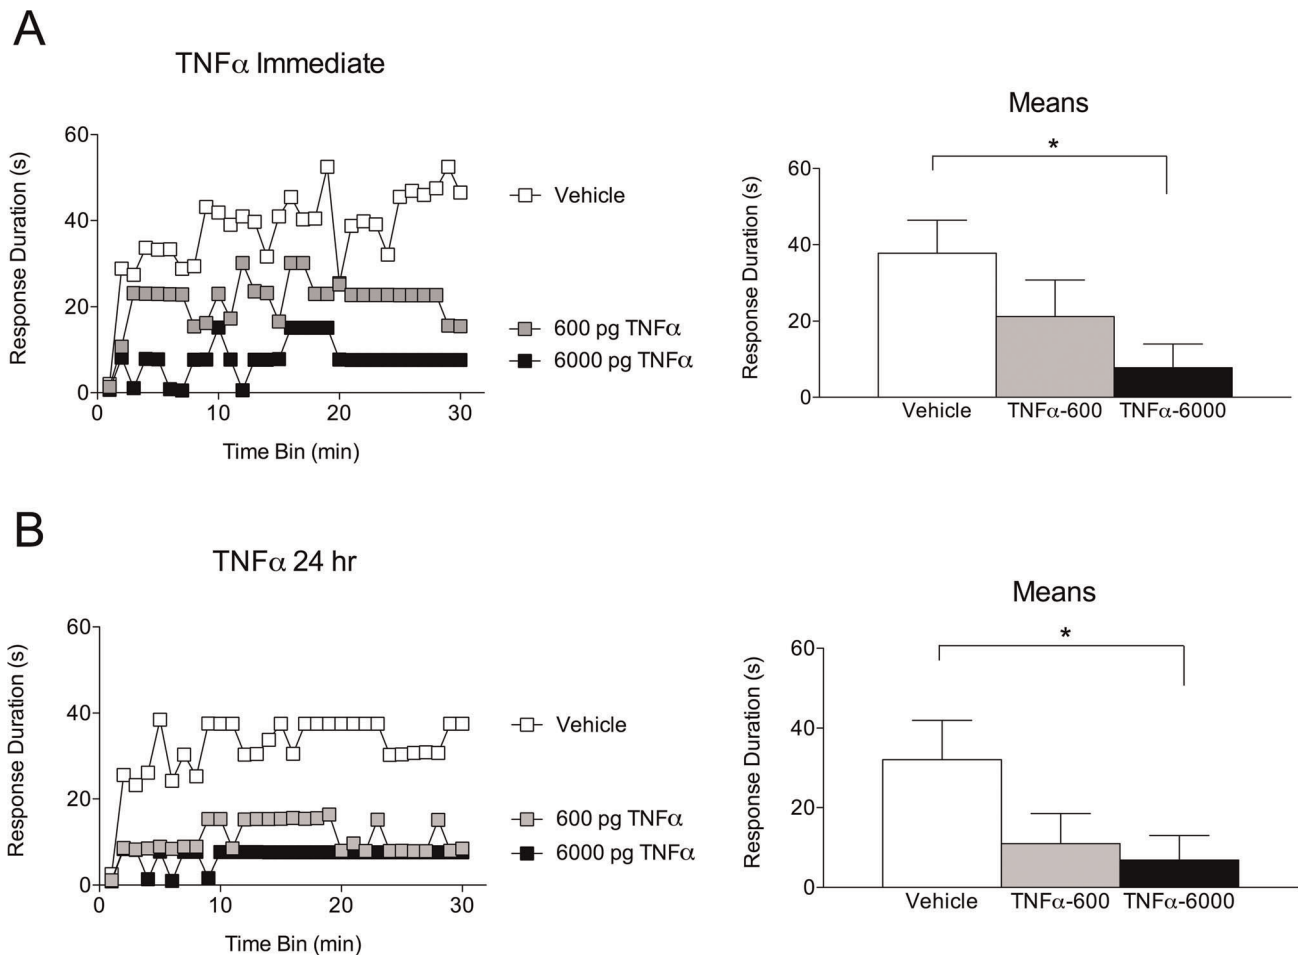 A
TNFα Immediate
Response Duration (s)
60
40
20
0
0 10 20 30
Time Bin (min)
Vehicle
600 pg TNFα
6000 pg TNFα
Means
*
Response Duration (s)
60
40
20
0
Vehicle TNFα-600 TNFα-6000
B
TNFα 24 hr
Response Duration (s)
60
40
20
0
0 10 20 30
Time Bin (min)
Vehicle
600 pg TNFα
6000 pg TNFα
Means
*
Response Duration (s)
60
40
20
0
Vehicle TNFα-600 TNFα-6000